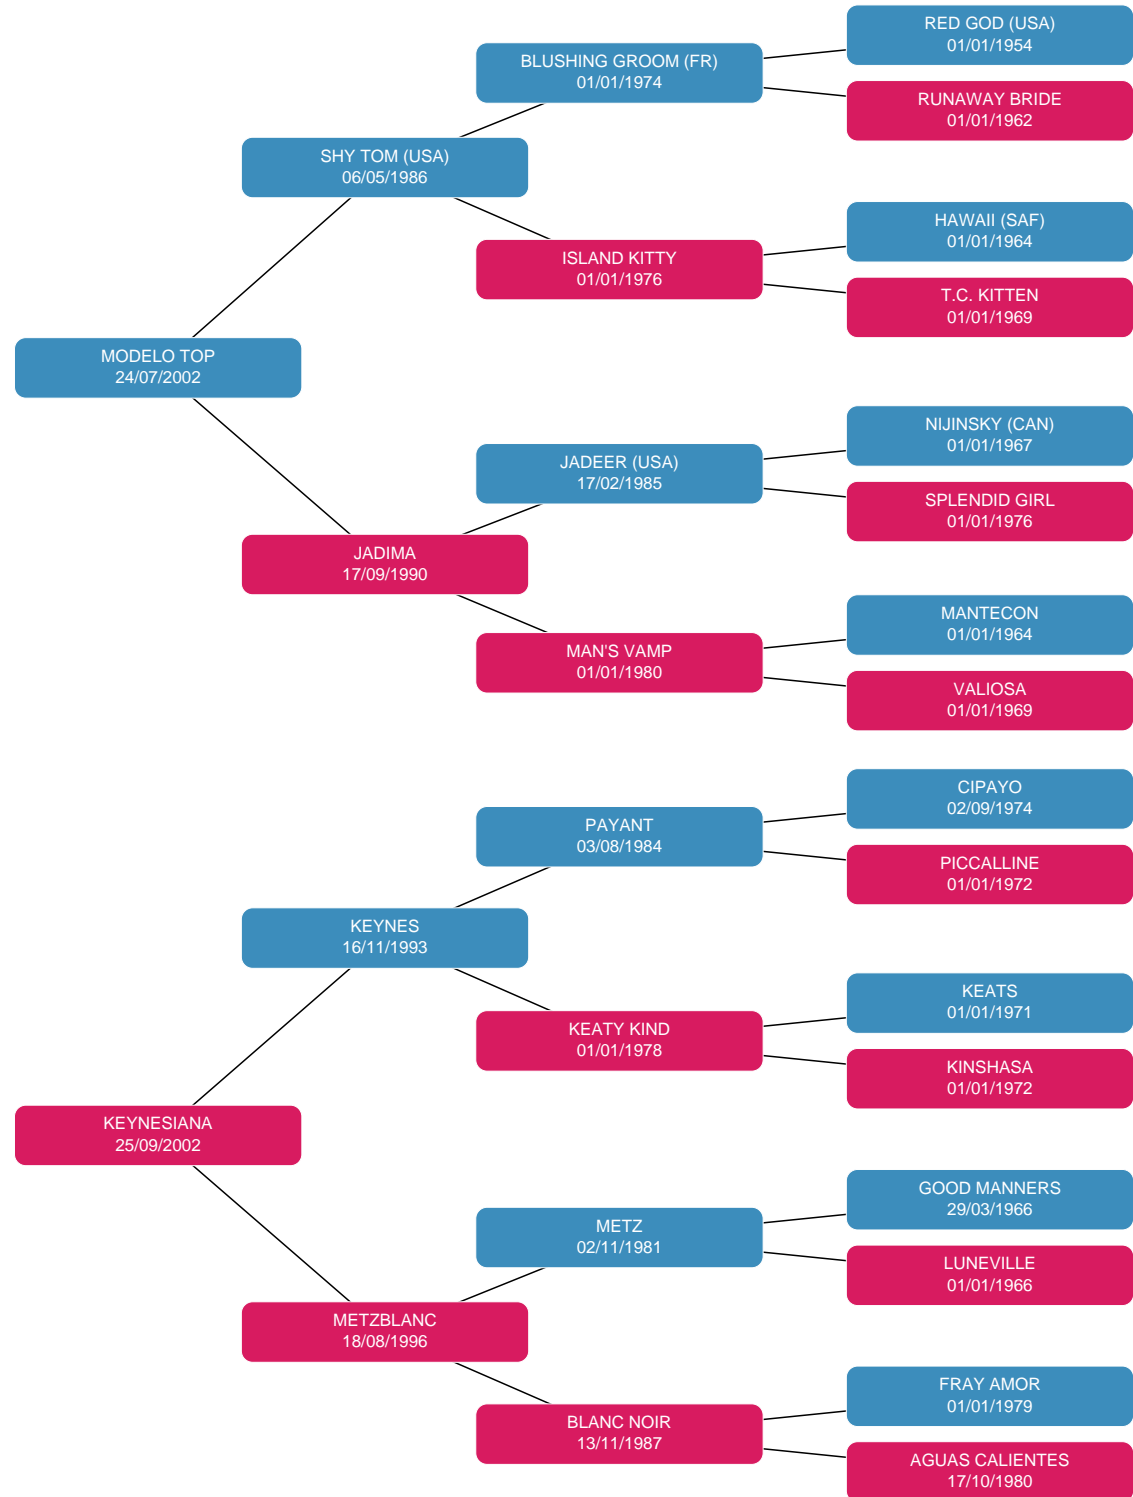 RED GOD (USA)
01/01/1954
BLUSHING GROOM (FR)
01/01/1974
RUNAWAY BRIDE
01/01/1962
SHY TOM (USA)
06/05/1986
HAWAII (SAF)
01/01/1964
ISLAND KITTY
01/01/1976
T.C. KITTEN
01/01/1969
MODELO TOP
24/07/2002
NIJINSKY (CAN)
01/01/1967
JADEER (USA)
17/02/1985
SPLENDID GIRL
01/01/1976
JADIMA
17/09/1990
MANTECON
01/01/1964
MAN'S VAMP
01/01/1980
VALIOSA
01/01/1969
CIPAYO
02/09/1974
PAYANT
03/08/1984
PICCALLINE
01/01/1972
KEYNES
16/11/1993
KEATS
01/01/1971
KEATY KIND
01/01/1978
KINSHASA
01/01/1972
KEYNESIANA
25/09/2002
GOOD MANNERS
29/03/1966
METZ
02/11/1981
LUNEVILLE
01/01/1966
METZBLANC
18/08/1996
FRAY AMOR
01/01/1979
BLANC NOIR
13/11/1987
AGUAS CALIENTES
17/10/1980